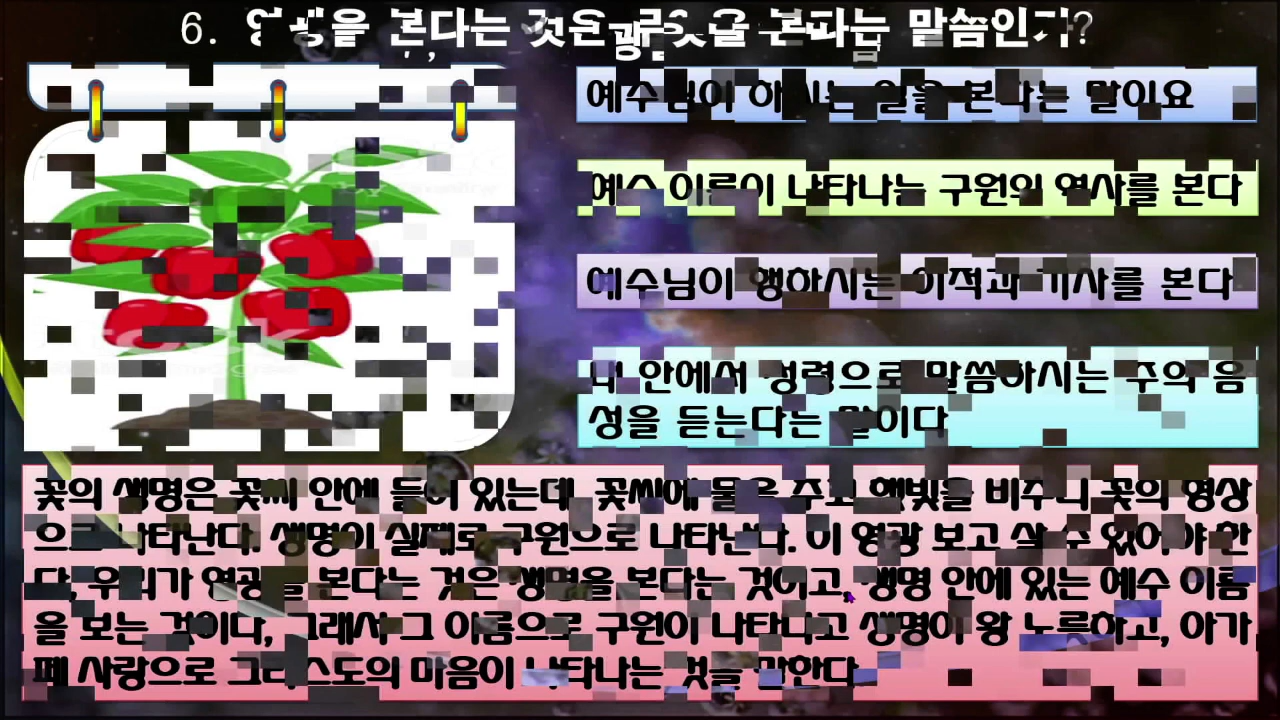 6. 을 본다는 것은 본다는 말씀인가?
예수님이 하시는 일을 본다는 말이요
예수 이름이 나타나는 구원의 역사를 본다
예수님이 행하시는 이적과 기사를 본다
내 안에서 성령으로 말씀하시는 주의 음
성을 듣는다는 말이다
꽃의 생명은 꽃씨 안에 들어 있는데, 꽃씨에 물을 주고 햇빛을 비추니 꽃의 영상
으로 나타난다. 생명이 실제로 구원으로 나타난다. 이 영광 보고 살 수 있어야 한
다, 우리가 영광을 본다는 것은 생명을 본다는 것이고, 생명 안에 있는 예수 이름
을 보는 것이다, 그래서 그 이름으로 구원이 나타나고 생명이 왕 노릇하고, 아가
페 사랑으로 그리스도의 마음이 나타나는 것을 말한다